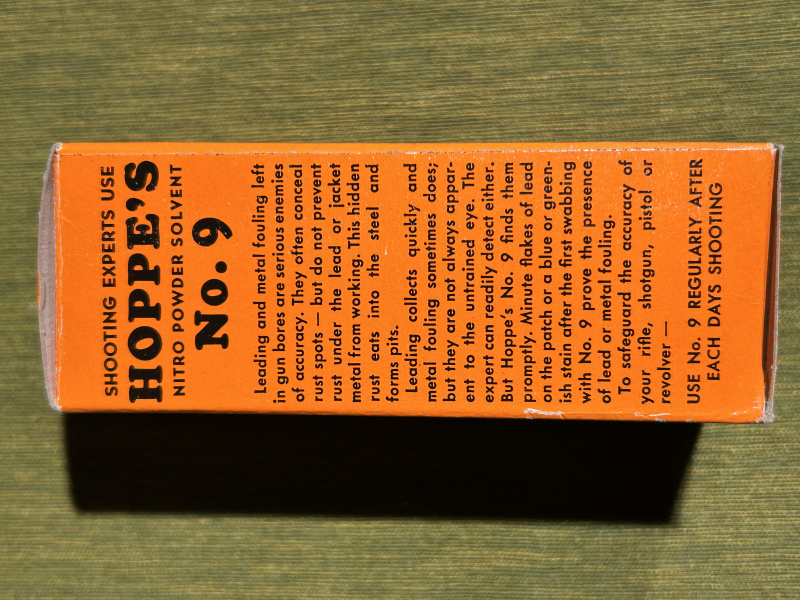 SHOOTING EXPERTS USE
HOPPE'S
NITRO POWDER SOLVENT
No. 9
Leading and metal fouling left
in gun bores are serious enemies
of accuracy. They often conceal
rust spots — but do not prevent
rust under the lead or jacket
metal from working. This hidden
rust eats into the steel and
forms pits.
Leading collects quickly and
metal fouling sometimes does;
but they are not always appar-
ent to the untrained eye. The
expert can readily detect either.
But Hoppe's No. 9 finds them
promptly. Minute flakes of lead
on the patch or a blue or green-
ish stain after the first swabbing
with No. 9 prove the presence
of lead or metal fouling.
To safeguard the accuracy of
your rifle, shotgun, pistol or
revolver —
USE No. 9 REGULARLY AFTER
EACH DAYS SHOOTING